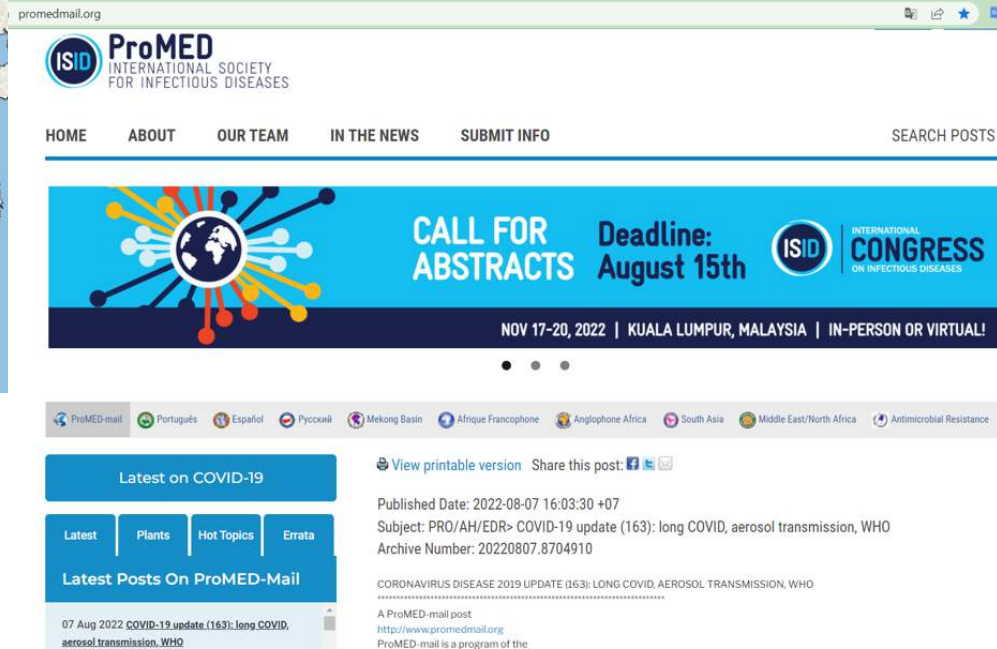 promedmail.org
ISID
ProMED
INTERNATIONAL SOCIETY
FOR INFECTIOUS DISEASES
HOME ABOUT OUR TEAM IN THE NEWS SUBMIT INFO SEARCH POSTS
CALL FOR
ABSTRACTS
Deadline:
August 15th
ISID
INTERNATIONAL
CONGRESS
ON INFECTIOUS DISEASES
NOV 17-20, 2022 | KUALA LUMPUR, MALAYSIA | IN-PERSON OR VIRTUAL!
ProMED-mail Português Español Русский Mekong Basin Afrique Francophone Anglophone Africa South Asia Middle East/North Africa Antimicrobial Resistance
Latest on COVID-19
Latest Plants Hot Topics Errata
Latest Posts On ProMED-Mail
07 Aug 2022 COVID-19 update (163): long COVID,
aerosol transmission, WHO
View printable version Share this post:
Published Date: 2022-08-07 16:03:30 +07
Subject: PRO/AH/EDR> COVID-19 update (163): long COVID, aerosol transmission, WHO
Archive Number: 20220807.8704910
CORONAVIRUS DISEASE 2019 UPDATE (163): LONG COVID, AEROSOL TRANSMISSION, WHO
A ProMED-mail post
http://www.promedmail.org
ProMED-mail is a program of the